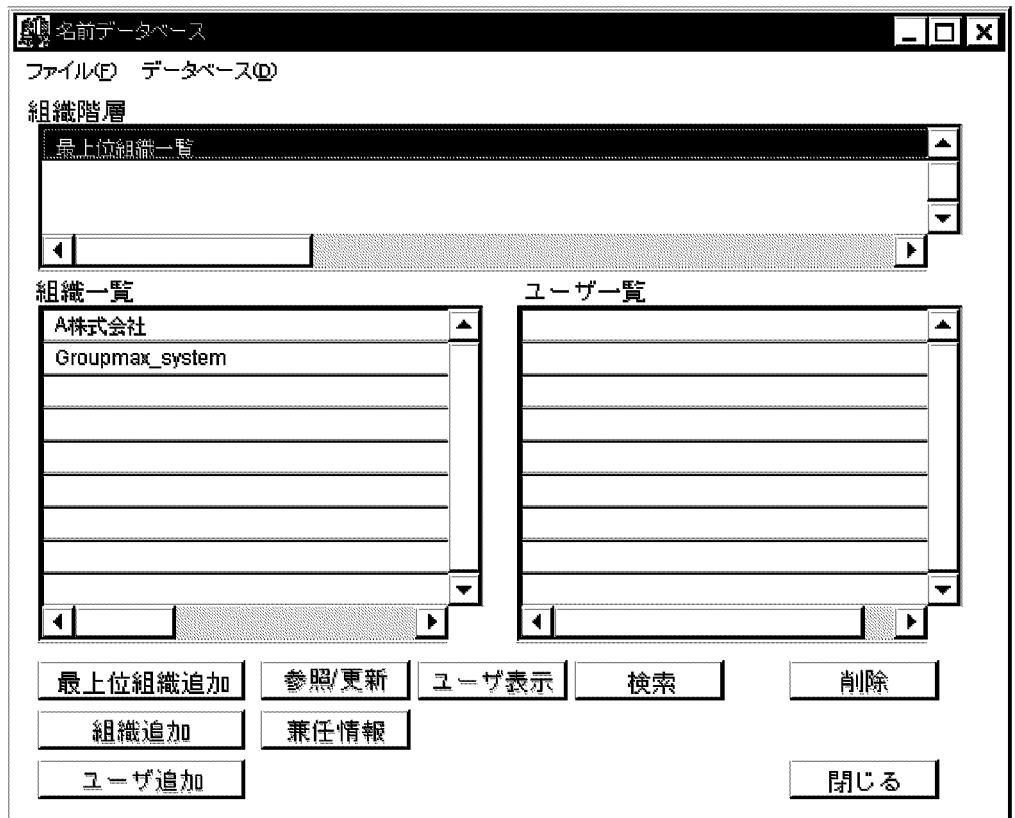 名前データベース
ファイル(F) データベース(D)
組織階層
最上位組織一覧
組織一覧
ユーザ一覧
A株式会社
Groupmax_system
最上位組織追加 参照/更新 ユーザ表示 検索 削除
組織追加 兼任情報
ユーザ追加 閉じる